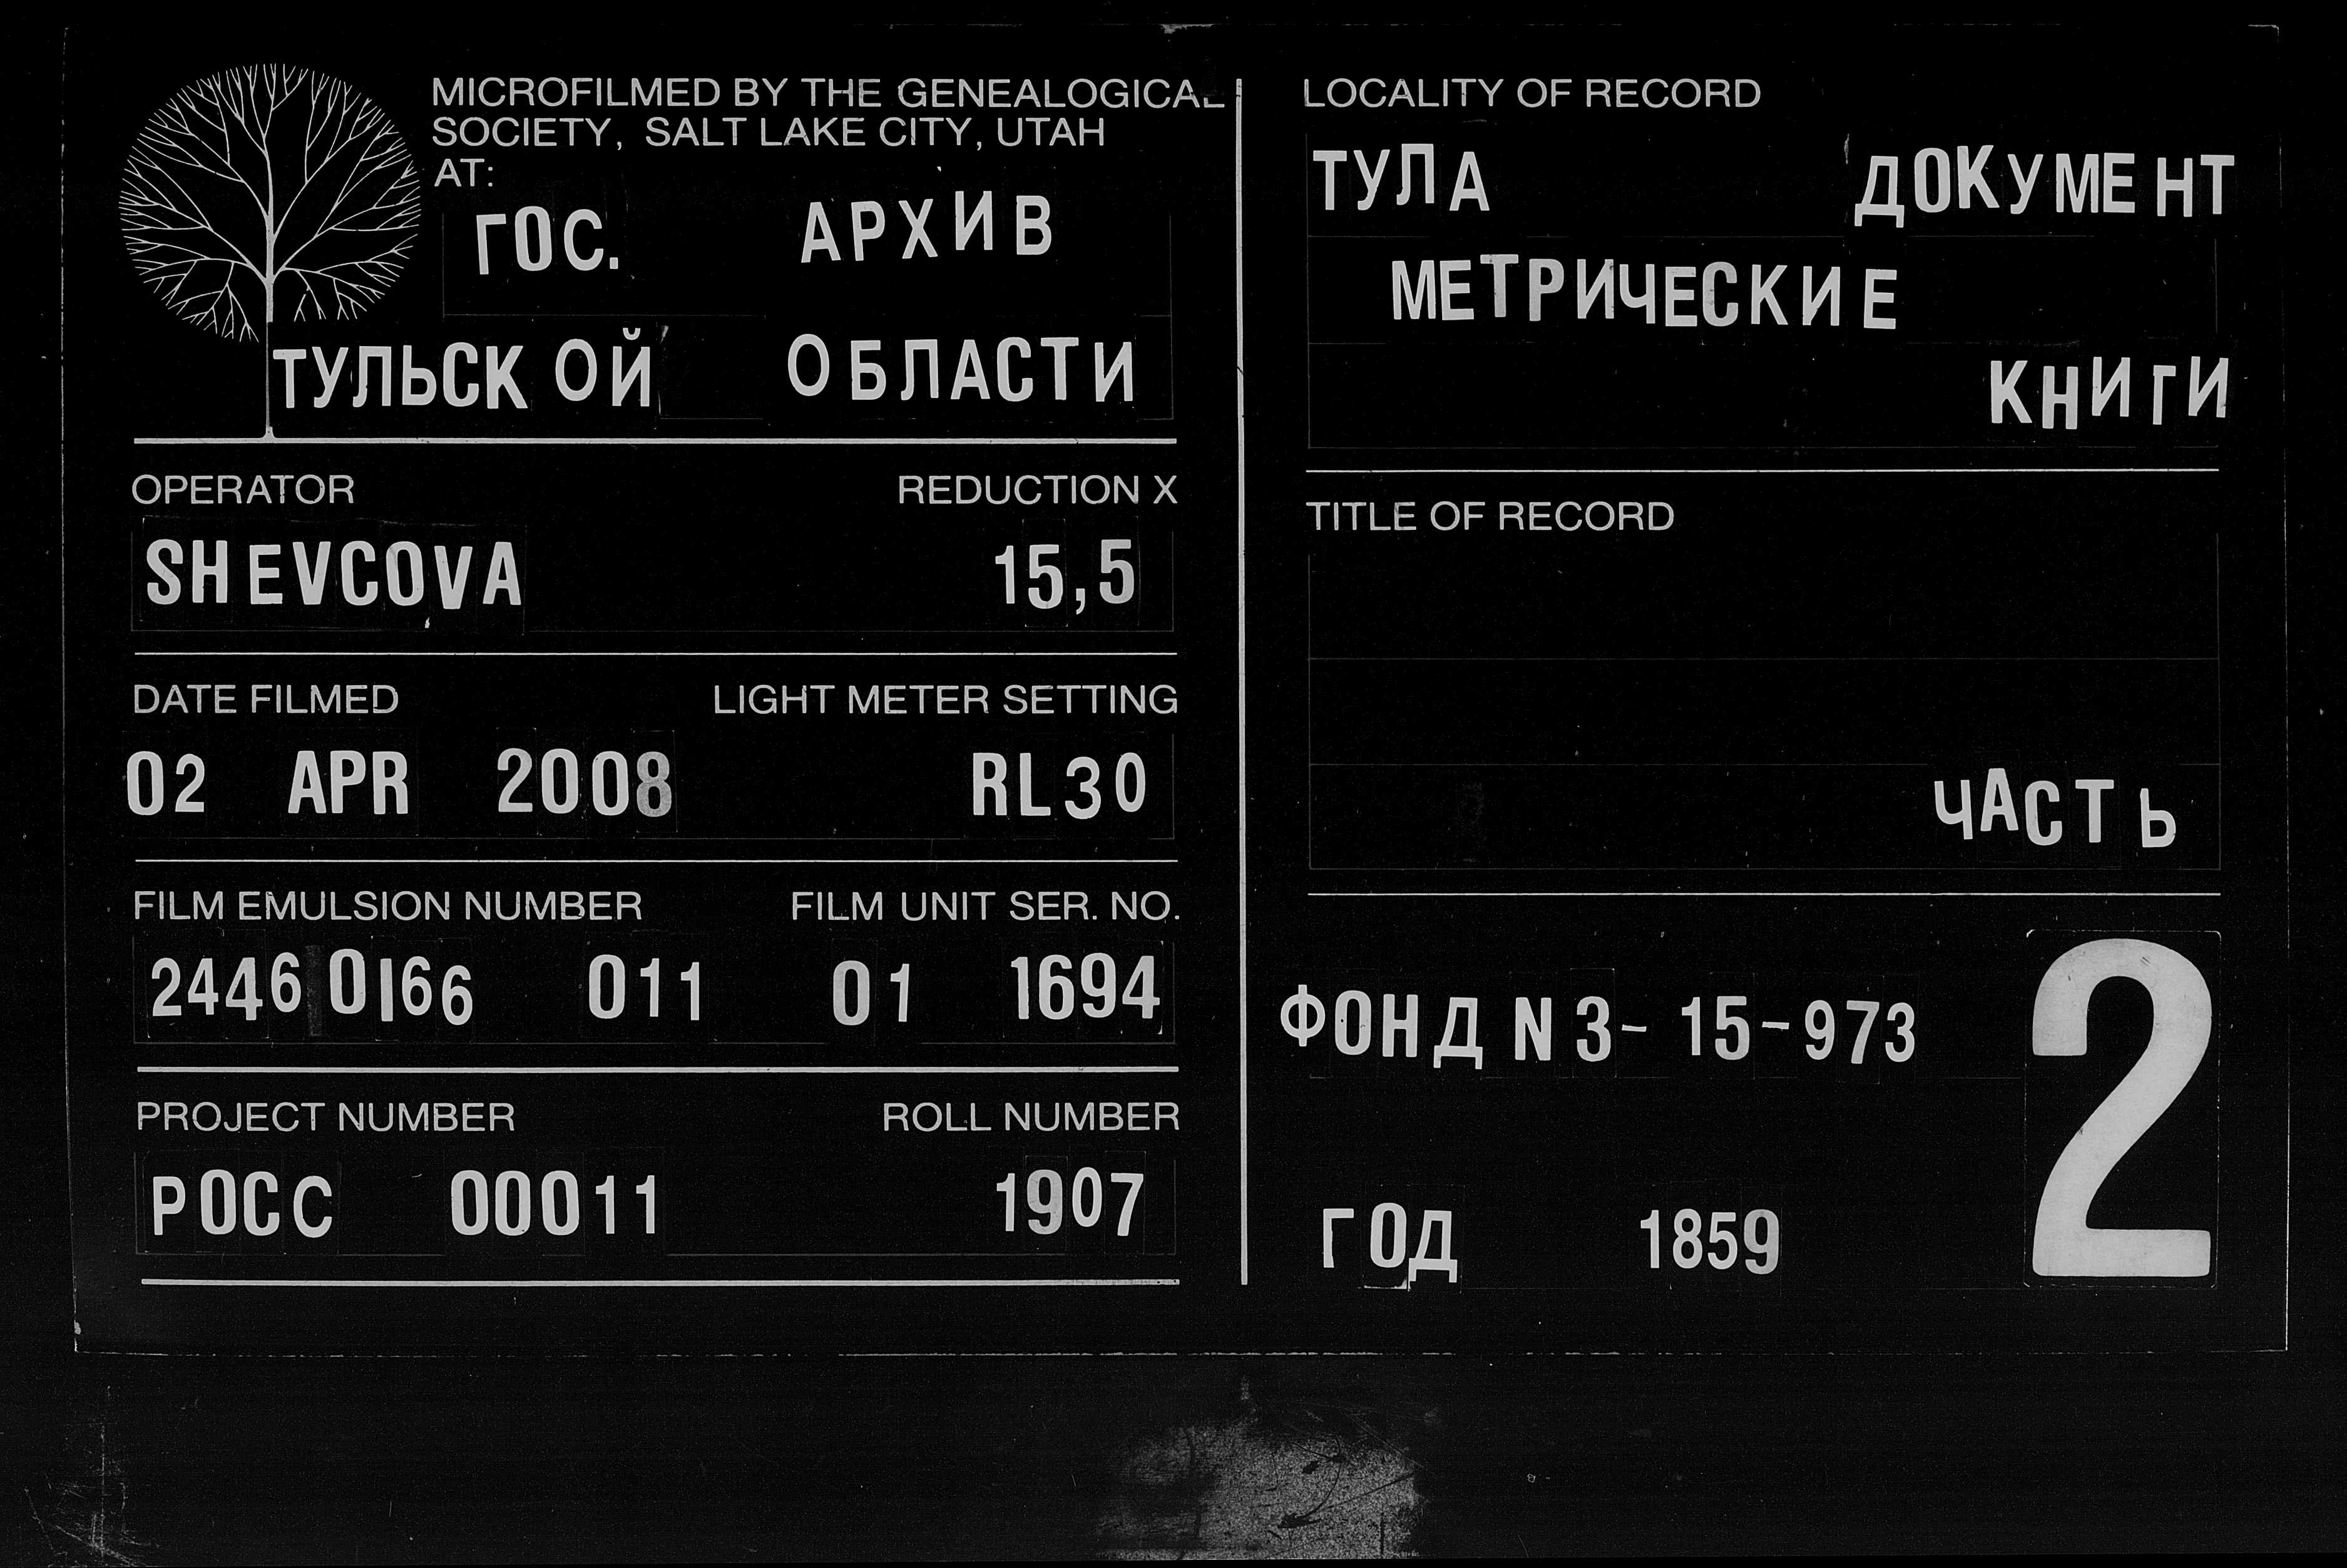 MICROFILMED BY THE GENEALOGICAL
SOCIETY, SALT LAKE CITY, UTAH
AT:
ГОС. АРХИВ
ТУЛЬСКОЙ ОБЛАСТИ
OPERATOR REDUCTION X
SHEVCOVA 15,5
DATE FILMED LIGHT METER SETTING
02 APR 2008 RL30
FILM EMULSION NUMBER FILM UNIT SER. NO.
2446 0166 011 01 1694
PROJECT NUMBER ROLL NUMBER
РОСС 00011 1907
LOCALITY OF RECORD
ТУЛА ДОКУМЕНТ
МЕТРИЧЕСКИЕ
КНИГИ
TITLE OF RECORD
ЧАСТЬ
ФОНД N 3-15-973
2
ГОД 1859